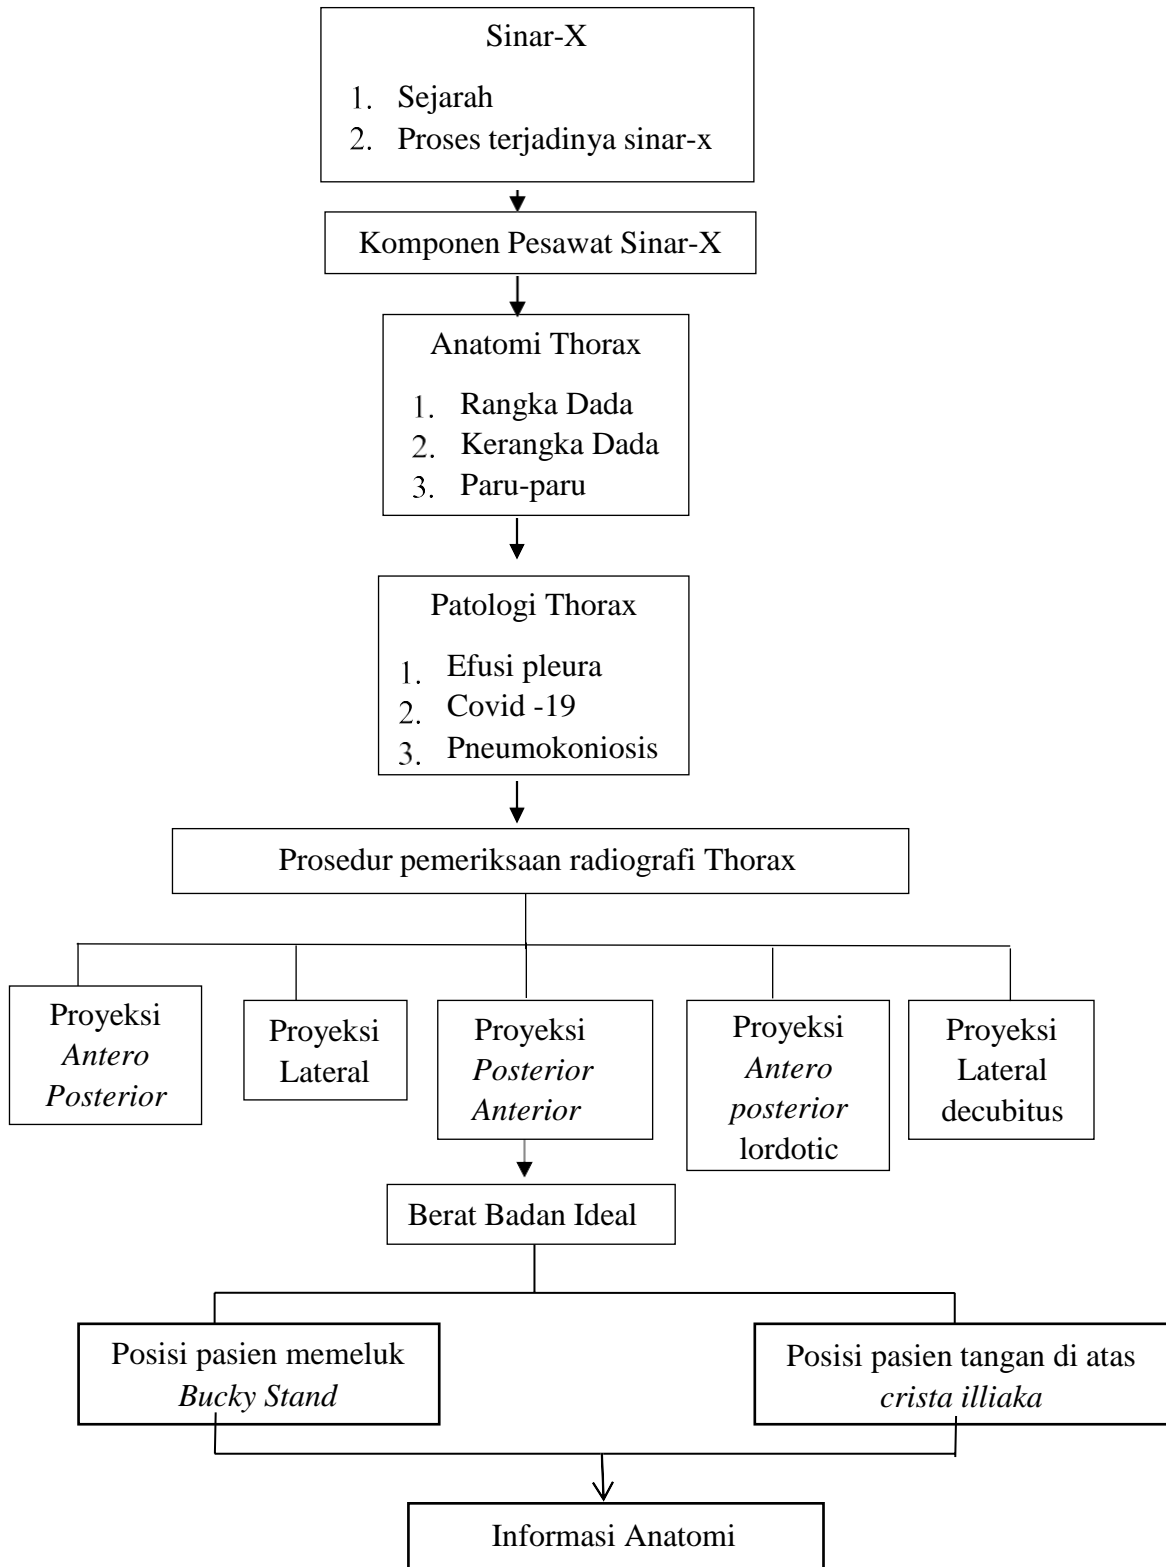 Sinar-X
1. Sejarah
2. Proses terjadinya sinar-x
Komponen Pesawat Sinar-X
Anatomi Thorax
1. Rangka Dada
2. Kerangka Dada
3. Paru-paru
Patologi Thorax
1. Efusi pleura
2. Covid -19
3. Pneumokoniosis
Prosedur pemeriksaan radiografi Thorax
Proyeksi
Antero
Posterior
Proyeksi
Lateral
Proyeksi
Posterior
Anterior
Proyeksi
Antero
posterior
lordotic
Proyeksi
Lateral
decubitus
Berat Badan Ideal
Posisi pasien memeluk
Bucky Stand
Posisi pasien tangan di atas
crista illiaka
Informasi Anatomi